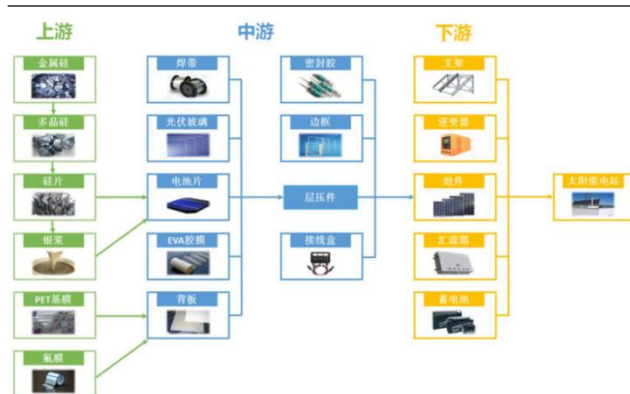 上游
中游
下游
金属硅
多晶硅
硅片
银浆
PET基膜
氟膜
焊带
光伏玻璃
电池片
EVA胶膜
背板
密封胶
边框
层压件
接线盒
支架
逆变器
组件
汇流箱
蓄电池
太阳能电站